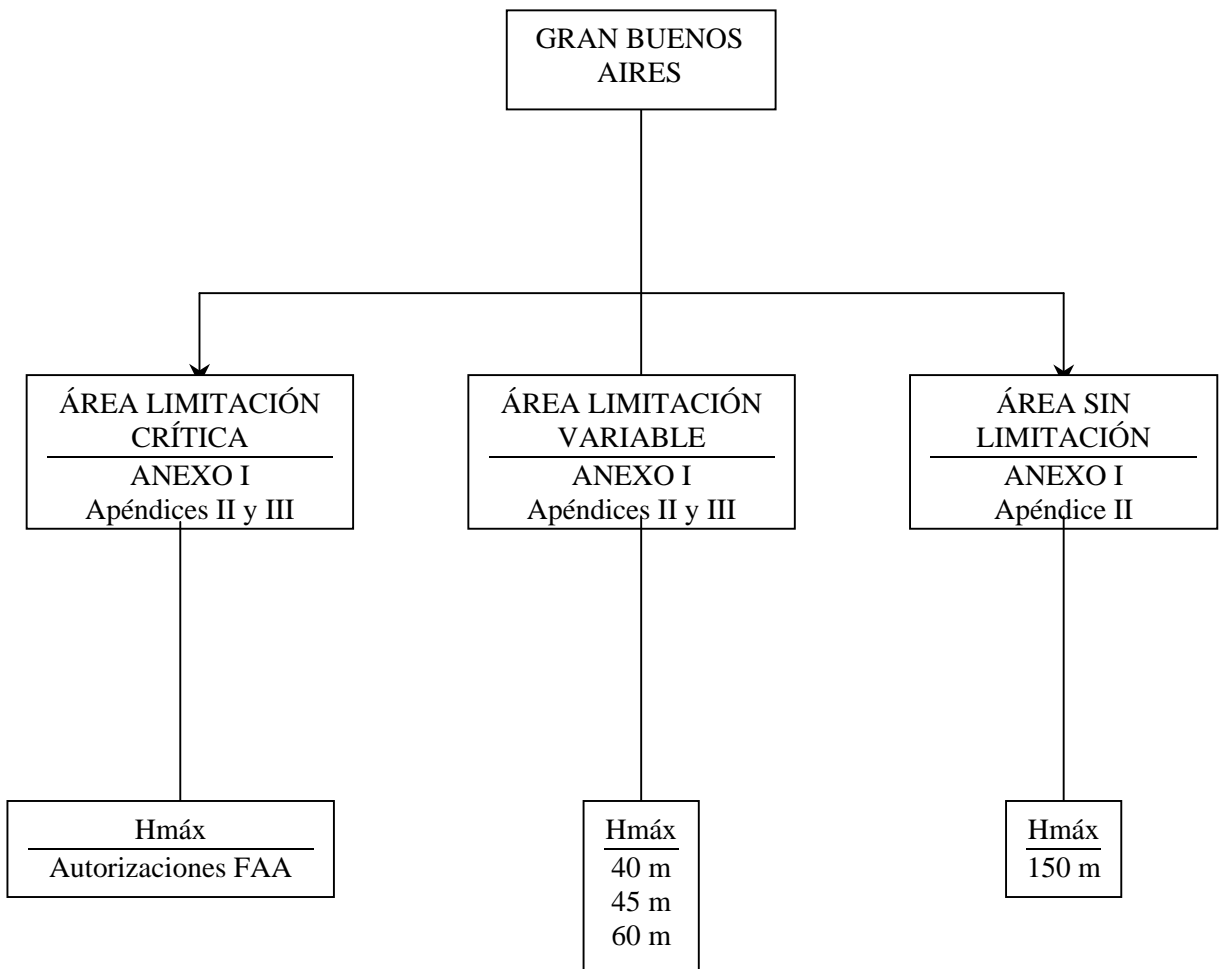 GRAN BUENOS
AIRES
ÁREA LIMITACIÓN
CRÍTICA
ANEXO I
Apéndices II y III
ÁREA LIMITACIÓN
VARIABLE
ANEXO I
Apéndices II y III
ÁREA SIN
LIMITACIÓN
ANEXO I
Apéndice II
Hmáx
Autorizaciones FAA
Hmáx
40 m
45 m
60 m
Hmáx
150 m